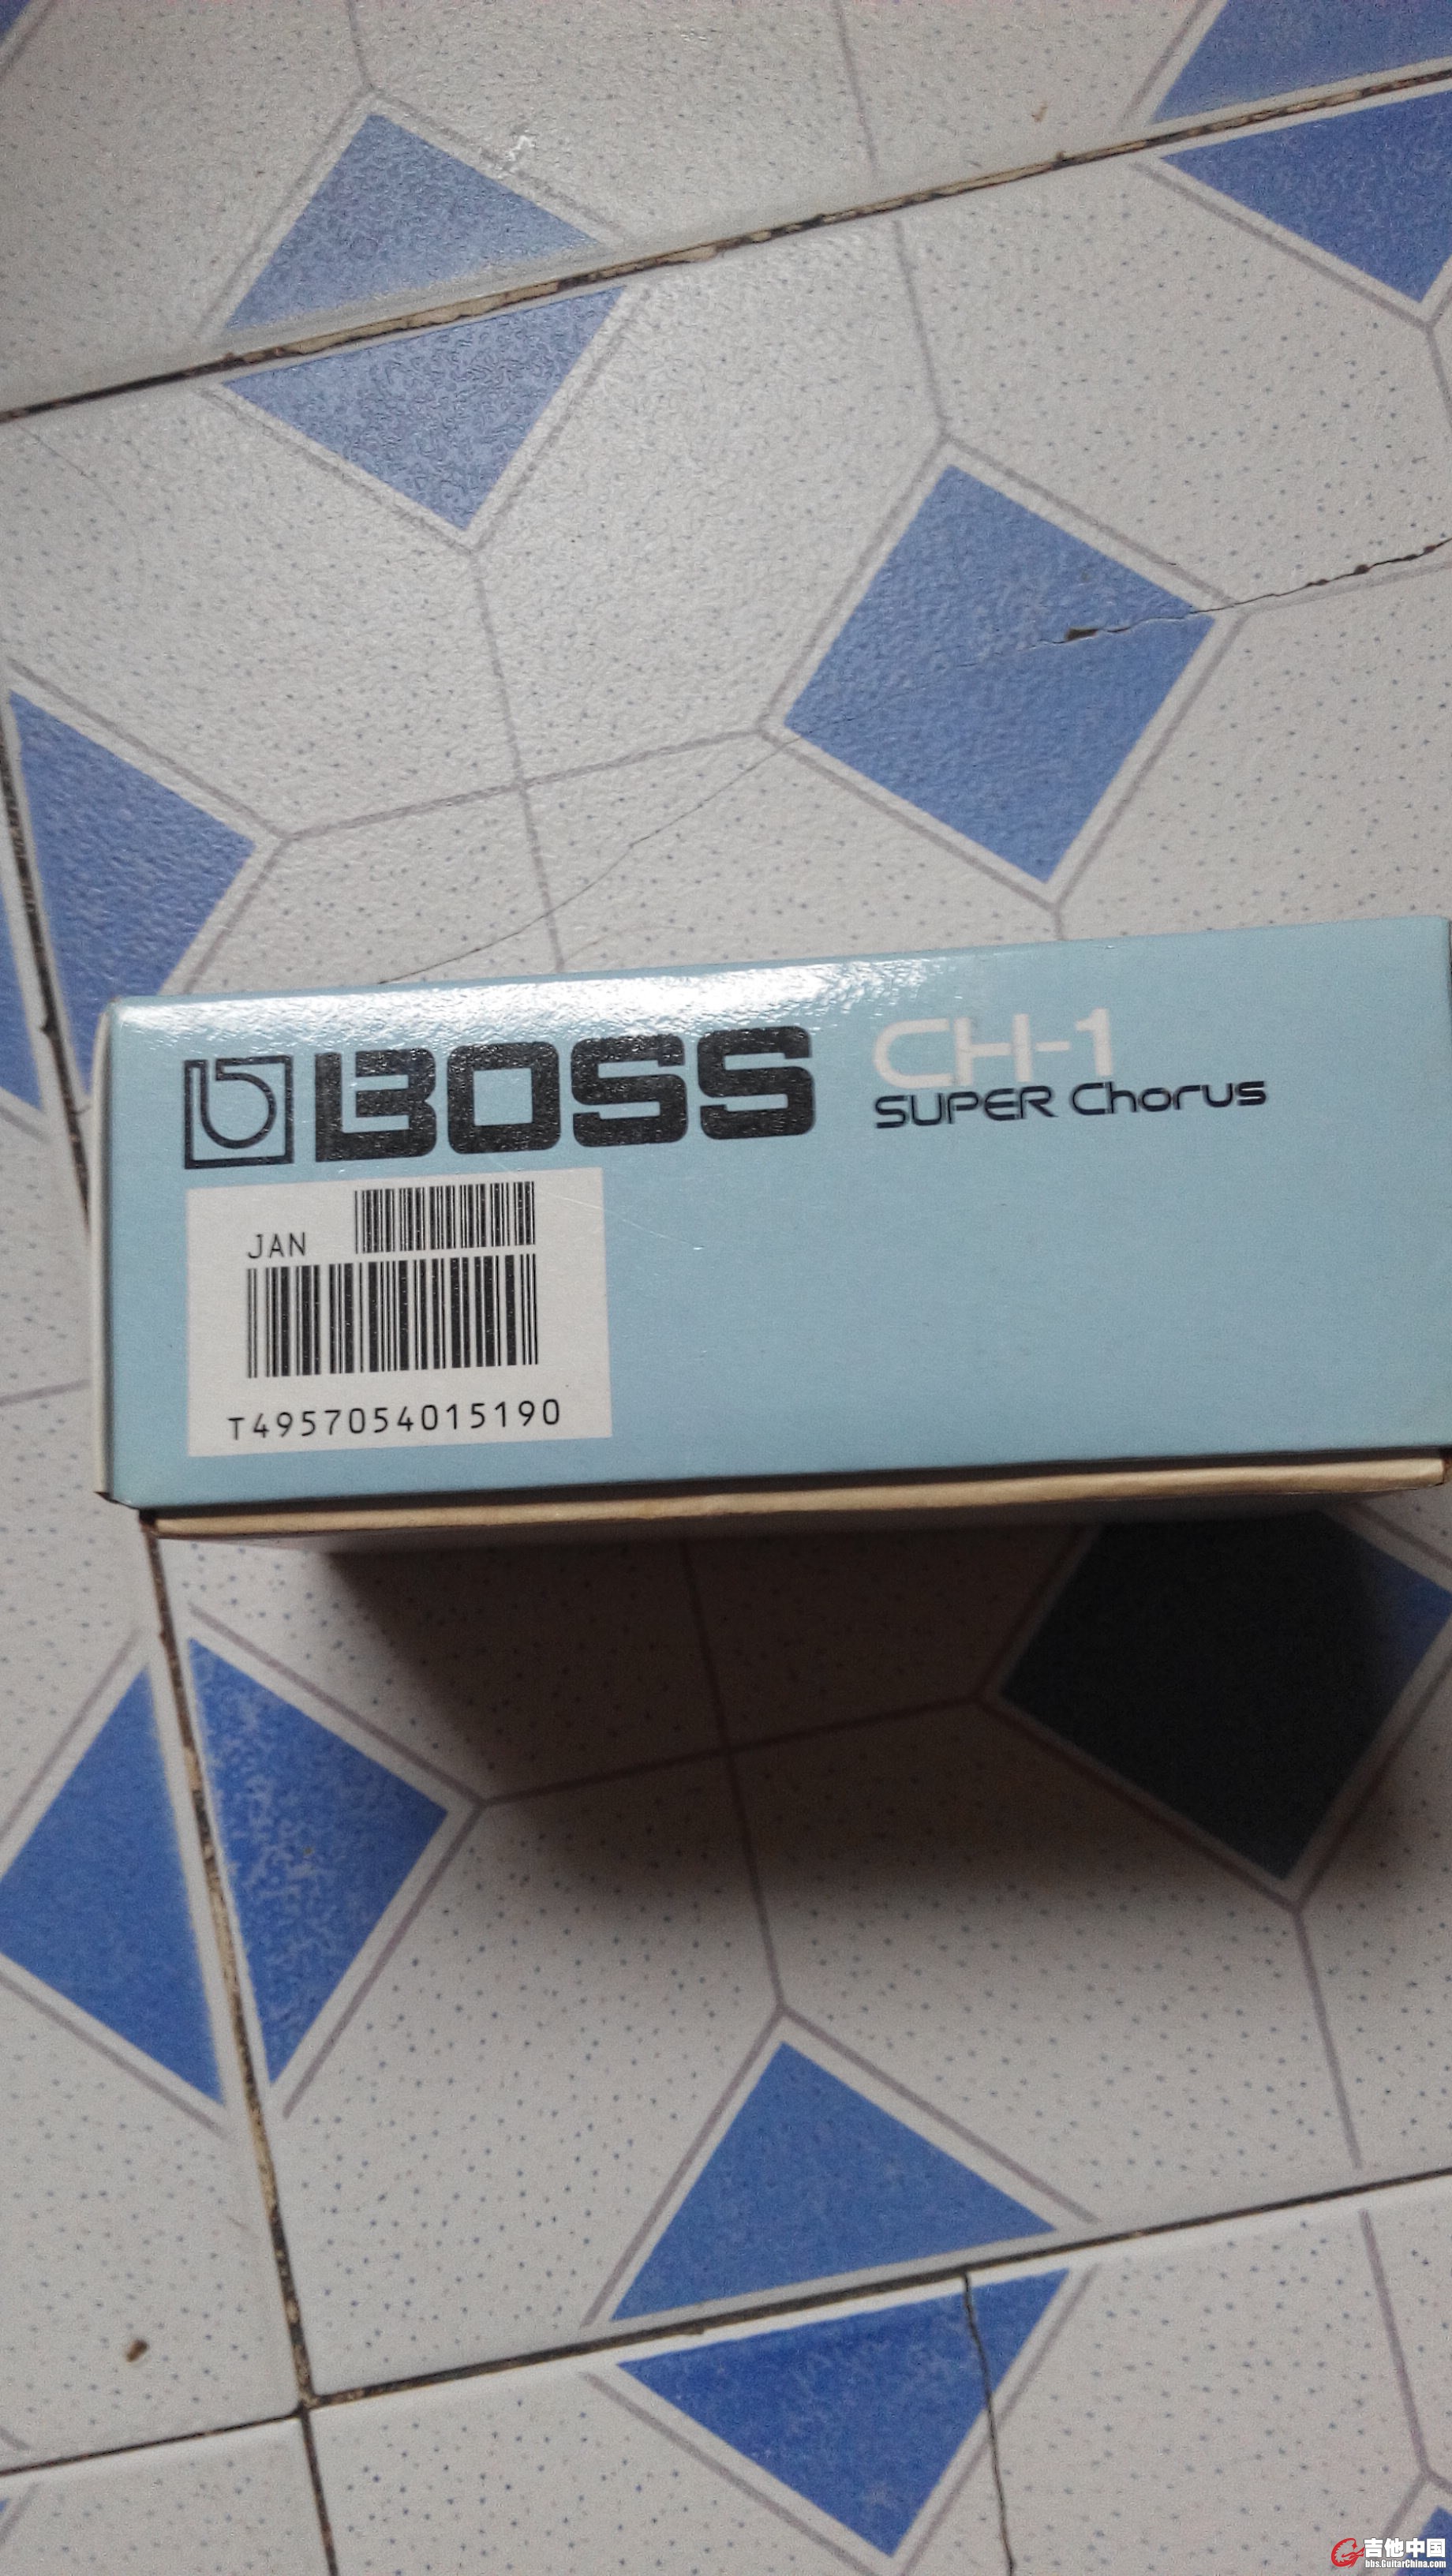 BOSS CH-1
SUPER Chorus
JAN
T4957054015190
吉他中国
bbs.GuitarChina.com